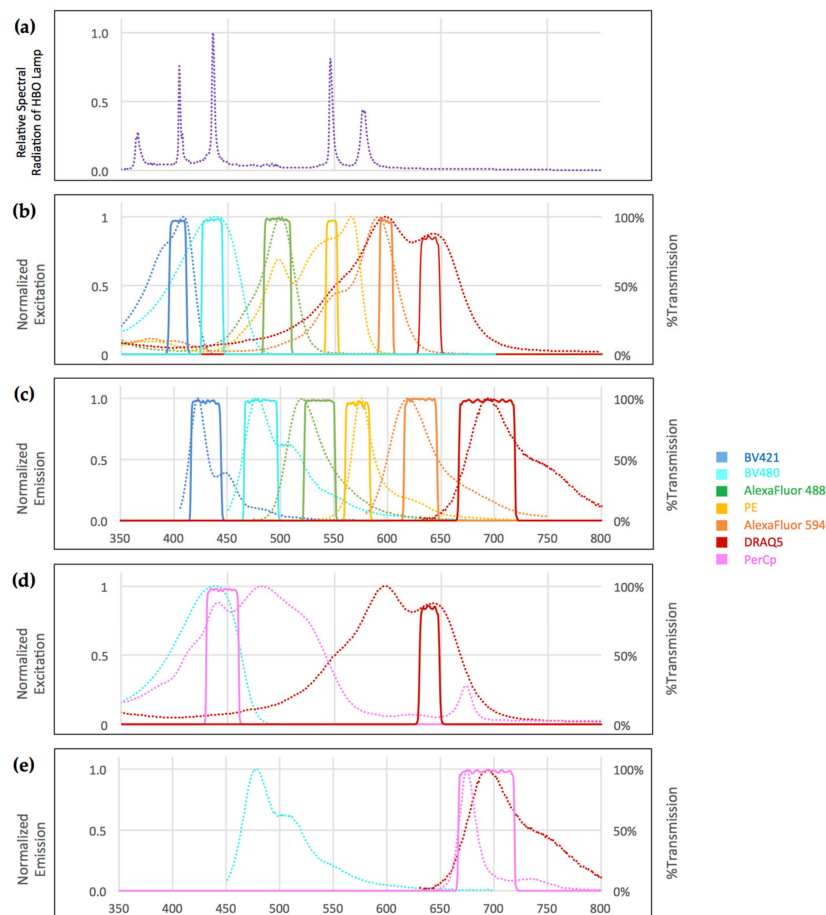 (a)
Relative Spectral
Radiation of HBO Lamp
1.0
0.5
0.0
(b)
Normalized
Excitation
1
0.5
0
100%
50%
0%
%Transmission
(c)
Normalized
Emission
1.0
0.5
0.0
100%
50%
0%
%Transmission
350 400 450 500 550 600 650 700 750 800
BV421
BV480
AlexaFluor 488
PE
AlexaFluor 594
DRAQ5
PerCp
(d)
Normalized
Excitation
1
0.5
0
100%
50%
0%
%Transmission
(e)
Normalized
Emission
1.0
0.5
0.0
100%
50%
0%
%Transmission
350 400 450 500 550 600 650 700 750 800